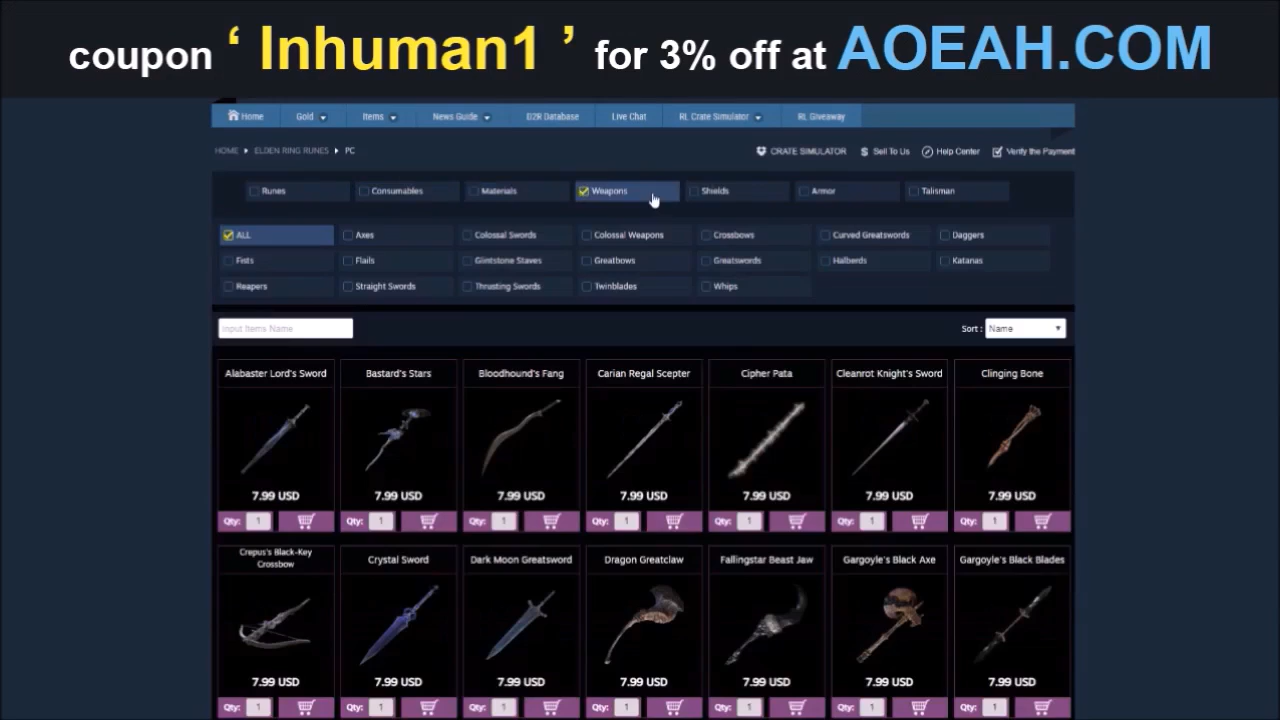 coupon ‘ Inhuman1 ’ for 3% off at AOEAH.COM
Home Gold Items News Guide D2R Database Live Chat RL Crate Simulator RL Giveaway
HOME ELDEN RING RUNES PC CRATE SIMULATOR Sell To Us Help Center Verify the Payment
Runes Consumables Materials Weapons Shields Armor Talisman
ALL Axes Colossal Swords Colossal Weapons Crossbows Curved Greatswords Daggers
Fists Flails Glintstone Staves Greatbows Greatswords Halberds Katanas
Reapers Straight Swords Thrusting Swords Twinblades Whips
Input Items Name Sort : Name
Alabaster Lord's Sword Bastard's Stars Bloodhound's Fang Carian Regal Scepter Cipher Pata Cleanrot Knight's Sword Clinging Bone
7.99 USD 7.99 USD 7.99 USD 7.99 USD 7.99 USD 7.99 USD 7.99 USD
Qty: 1 Qty: 1 Qty: 1 Qty: 1 Qty: 1 Qty: 1 Qty: 1
Crepus's Black-Key
Crossbow
Crystal Sword Dark Moon Greatsword Dragon Greatclaw Fallingstar Beast Jaw Gargoyle's Black Axe Gargoyle's Black Blades
7.99 USD 7.99 USD 7.99 USD 7.99 USD 7.99 USD 7.99 USD 7.99 USD
Qty: 1 Qty: 1 Qty: 1 Qty: 1 Qty: 1 Qty: 1 Qty: 1